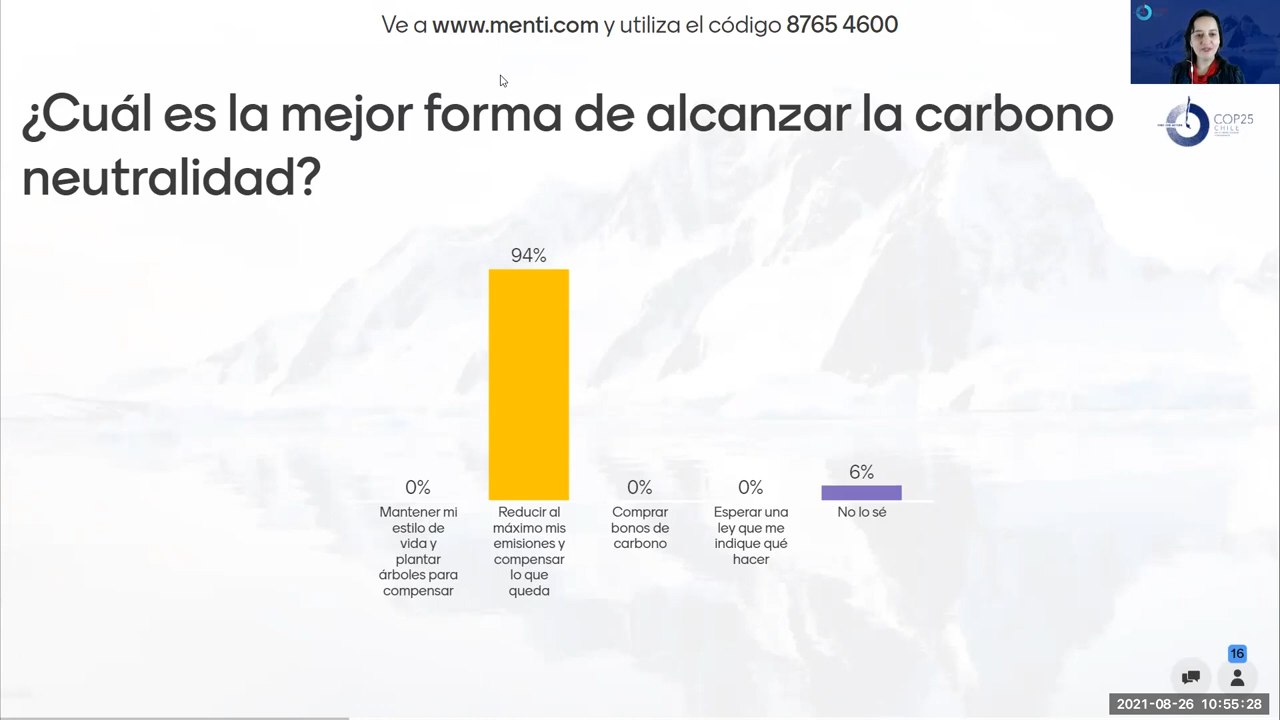 Ve a www.menti.com y utiliza el código 8765 4600
¿Cuál es la mejor forma de alcanzar la carbono
neutralidad?
COP25
CHILE
94%
6%
0%
0%
0%
Mantener mi
estilo de
vida y
plantar
árboles para
compensar
Reducir al
máximo mis
emisiones y
compensar
lo que
queda
Comprar
bonos de
carbono
Esperar una
ley que me
indique qué
hacer
No lo sé
16
2021-08-26 10:55:28